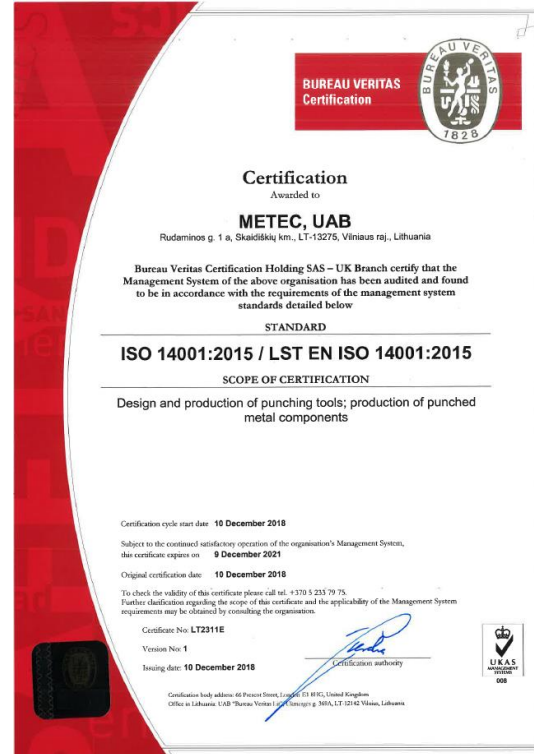 BUREAU VERITAS
Certification
BUREAU VERITAS
1828
Certification
Awarded to
METEC, UAB
Rudaminos g. 1 a, Skaidiškių km., LT-13275, Vilniaus raj., Lithuania
Bureau Veritas Certification Holding SAS – UK Branch certify that the
Management System of the above organisation has been audited and found
to be in accordance with the requirements of the management system
standards detailed below
STANDARD
ISO 14001:2015 / LST EN ISO 14001:2015
SCOPE OF CERTIFICATION
Design and production of punching tools; production of punched
metal components
Certification cycle start date 10 December 2018
Subject to the continued satisfactory operation of the organisation's Management System,
this certificate expires on 9 December 2021
Original certification date 10 December 2018
To check the validity of this certificate please call tel. +370 5 235 79 75.
Further clarification regarding the scope of this certificate and the applicability of the Management System
requirements may be obtained by consulting the organisation.
Certificate No: LT2311E
Version No: 1
Issuing date: 10 December 2018
Certification authority
UKAS
MANAGEMENT
SYSTEMS
008
Certification body address: 66 Prescot Street, London E1 8HG, United Kingdom
Office in Lithuania: UAB "Bureau Veritas g. 369A, LT-12142 Vilnius, Lithuania